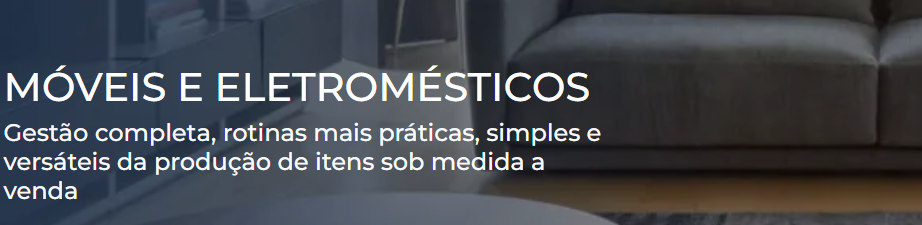 MÓVEIS E ELETROMÉSTICOS
Gestão completa, rotinas mais práticas, simples e
versáteis da produção de itens sob medida a
venda